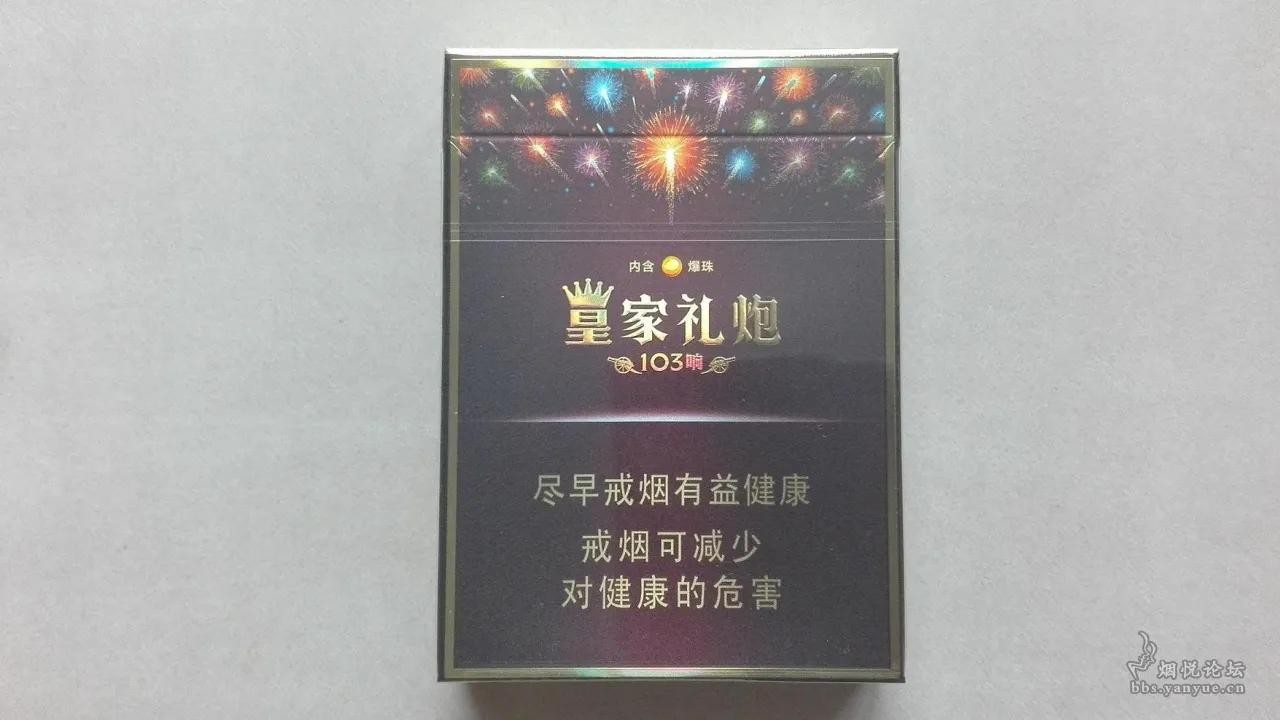 内含 爆珠
皇家礼炮
103响
尽早戒烟有益健康
戒烟可减少
对健康的危害
烟悦论坛
bbs.yanyue.cn